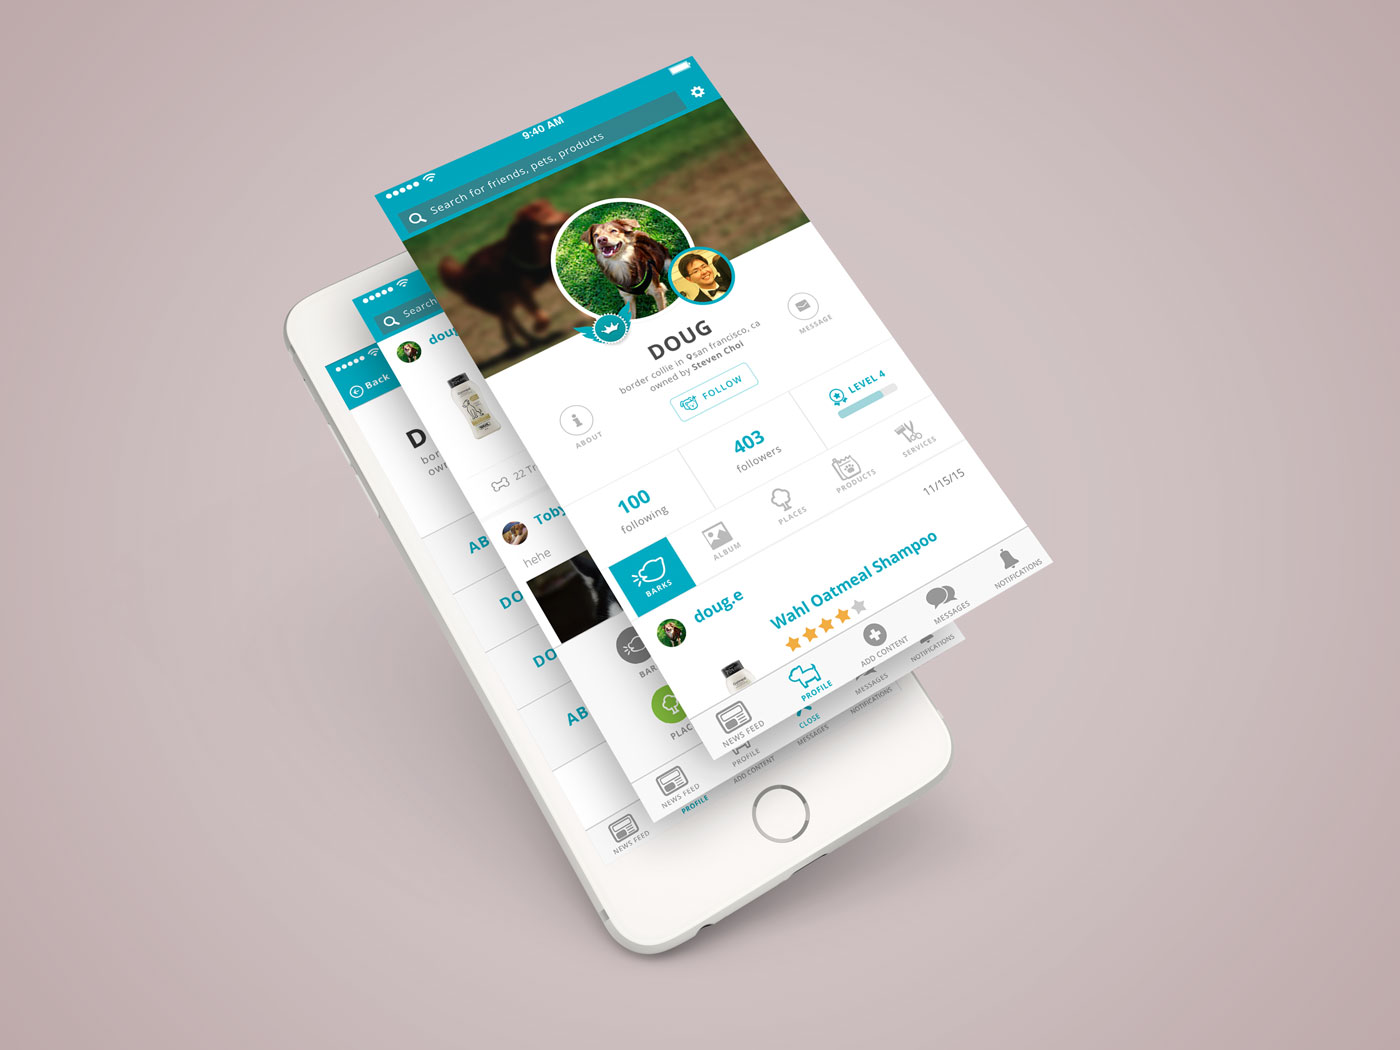 9:40 AM
Search for friends, pets, products
DOUG
border collie in san francisco, ca
owned by Steven Choi
MESSAGE
FOLLOW
ABOUT
LEVEL 4
403
followers
100
following
BARKS
ALBUM
PLACES
PRODUCTS
SERVICES
11/15/15
doug.e
Wahl Oatmeal Shampoo
NEWS FEED
PROFILE
ADD CONTENT
MESSAGES
NOTIFICATIONS
Search
doug
22 Tr
Toby
hehe
BAR
PLAC
NEWS FEED
PROFILE
CLOSE
MESSAGES
NOTIFICATIONS
Back
D
bor
ow
AB
DO
DO
AB
NEWS FEED
PROFILE
ADD CONTENT
MESSAGES
NOTIFICATIONS